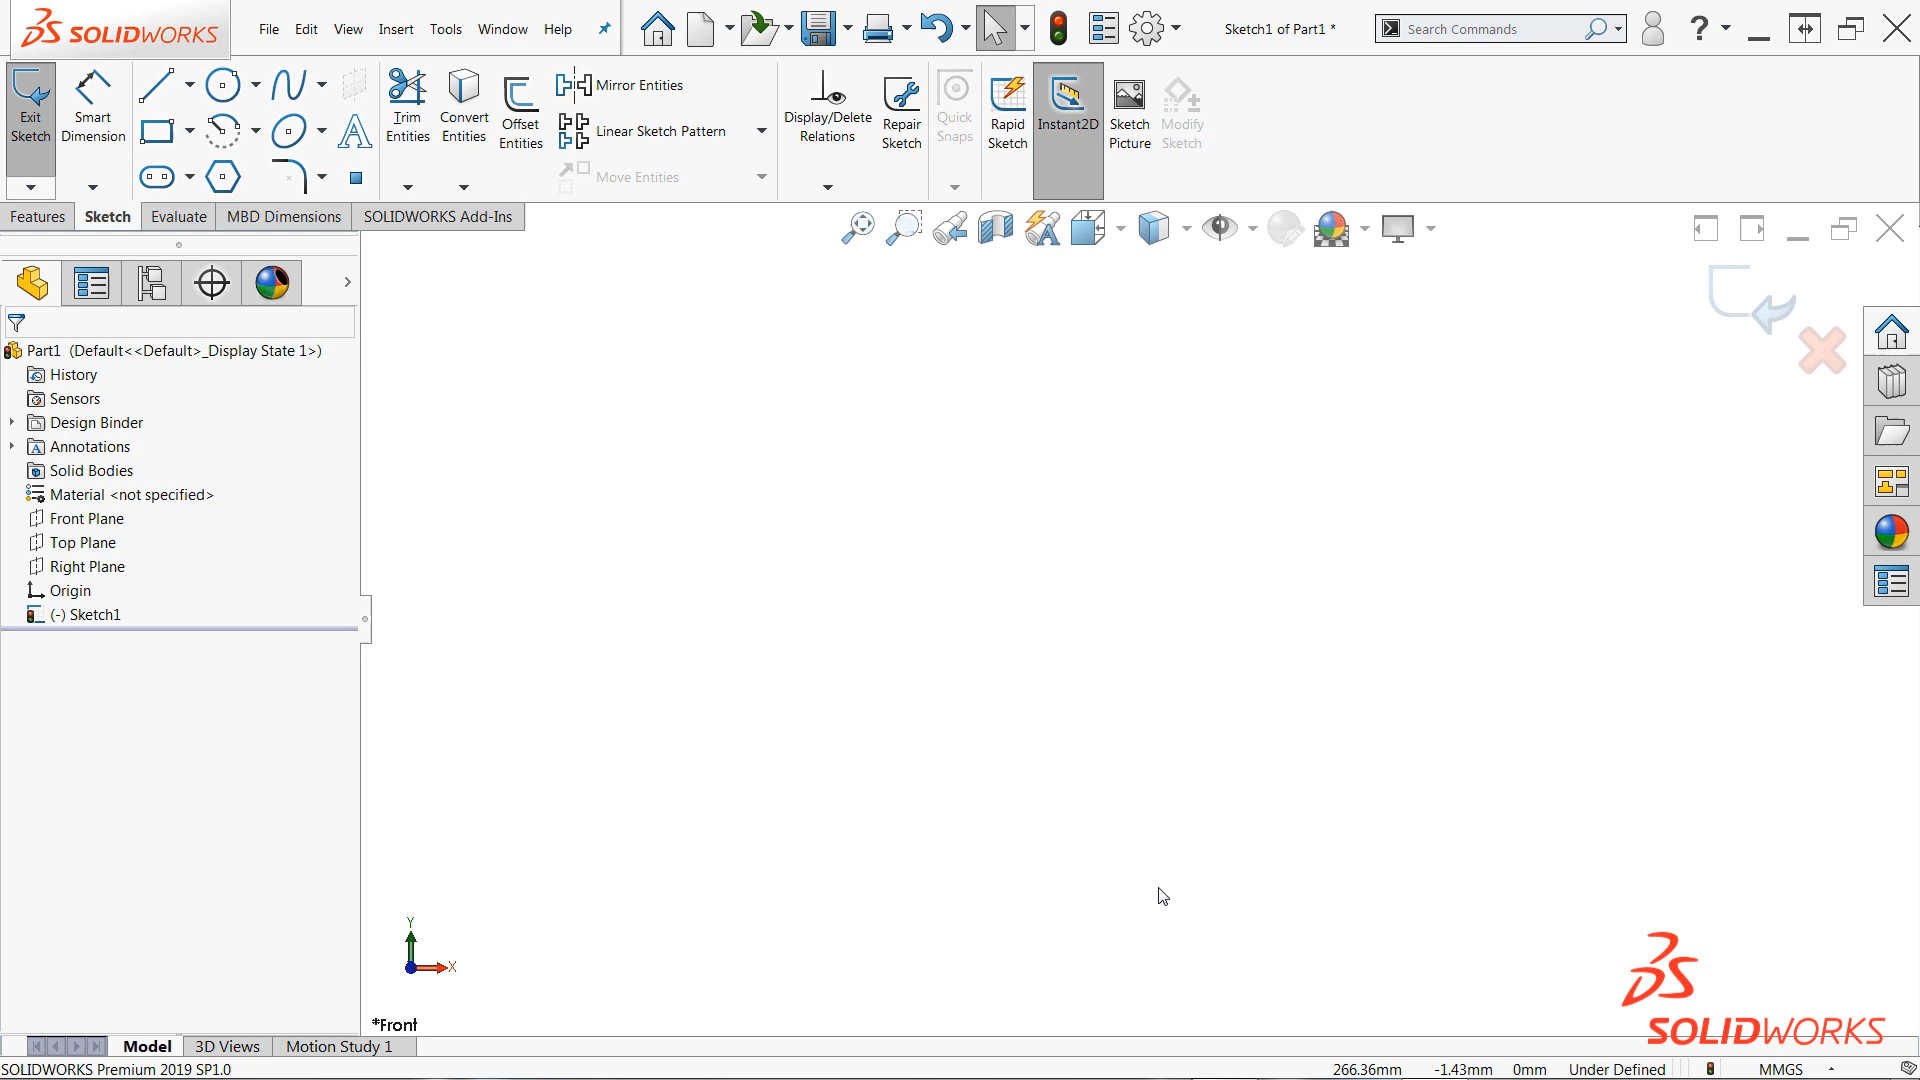 SOLIDWORKS
File Edit View Insert Tools Window Help
Sketch1 of Part1 *
Search Commands
?
Exit Sketch
Smart Dimension
Trim Entities
Convert Entities
Offset Entities
Mirror Entities
Linear Sketch Pattern
Move Entities
Display/Delete Relations
Repair Sketch
Quick Snaps
Rapid Sketch
Instant2D
Sketch Picture
Modify Sketch
Features Sketch Evaluate MBD Dimensions SOLIDWORKS Add-Ins
Part1 (Default<<Default>_Display State 1>)
History
Sensors
Design Binder
Annotations
Solid Bodies
Material <not specified>
Front Plane
Top Plane
Right Plane
Origin
(-) Sketch1
Y
X
*Front
SOLIDWORKS
Model 3D Views Motion Study 1
SOLIDWORKS Premium 2019 SP1.0 266.36mm -1.43mm 0mm Under Defined MMGS